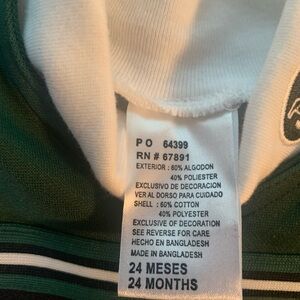 P O 64399
RN # 67891
EXTERIOR : 60% ALGODON
40% POLIESTER
EXCLUSIVO DE DECORACION
VER AL DORSO PARA CUIDADO
SHELL : 60% COTTON
40% POLYESTER
EXCLUSIVE OF DECORATION
SEE REVERSE FOR CARE
HECHO EN BANGLADESH
MADE IN BANGLADESH
24 MESES
24 MONTHS